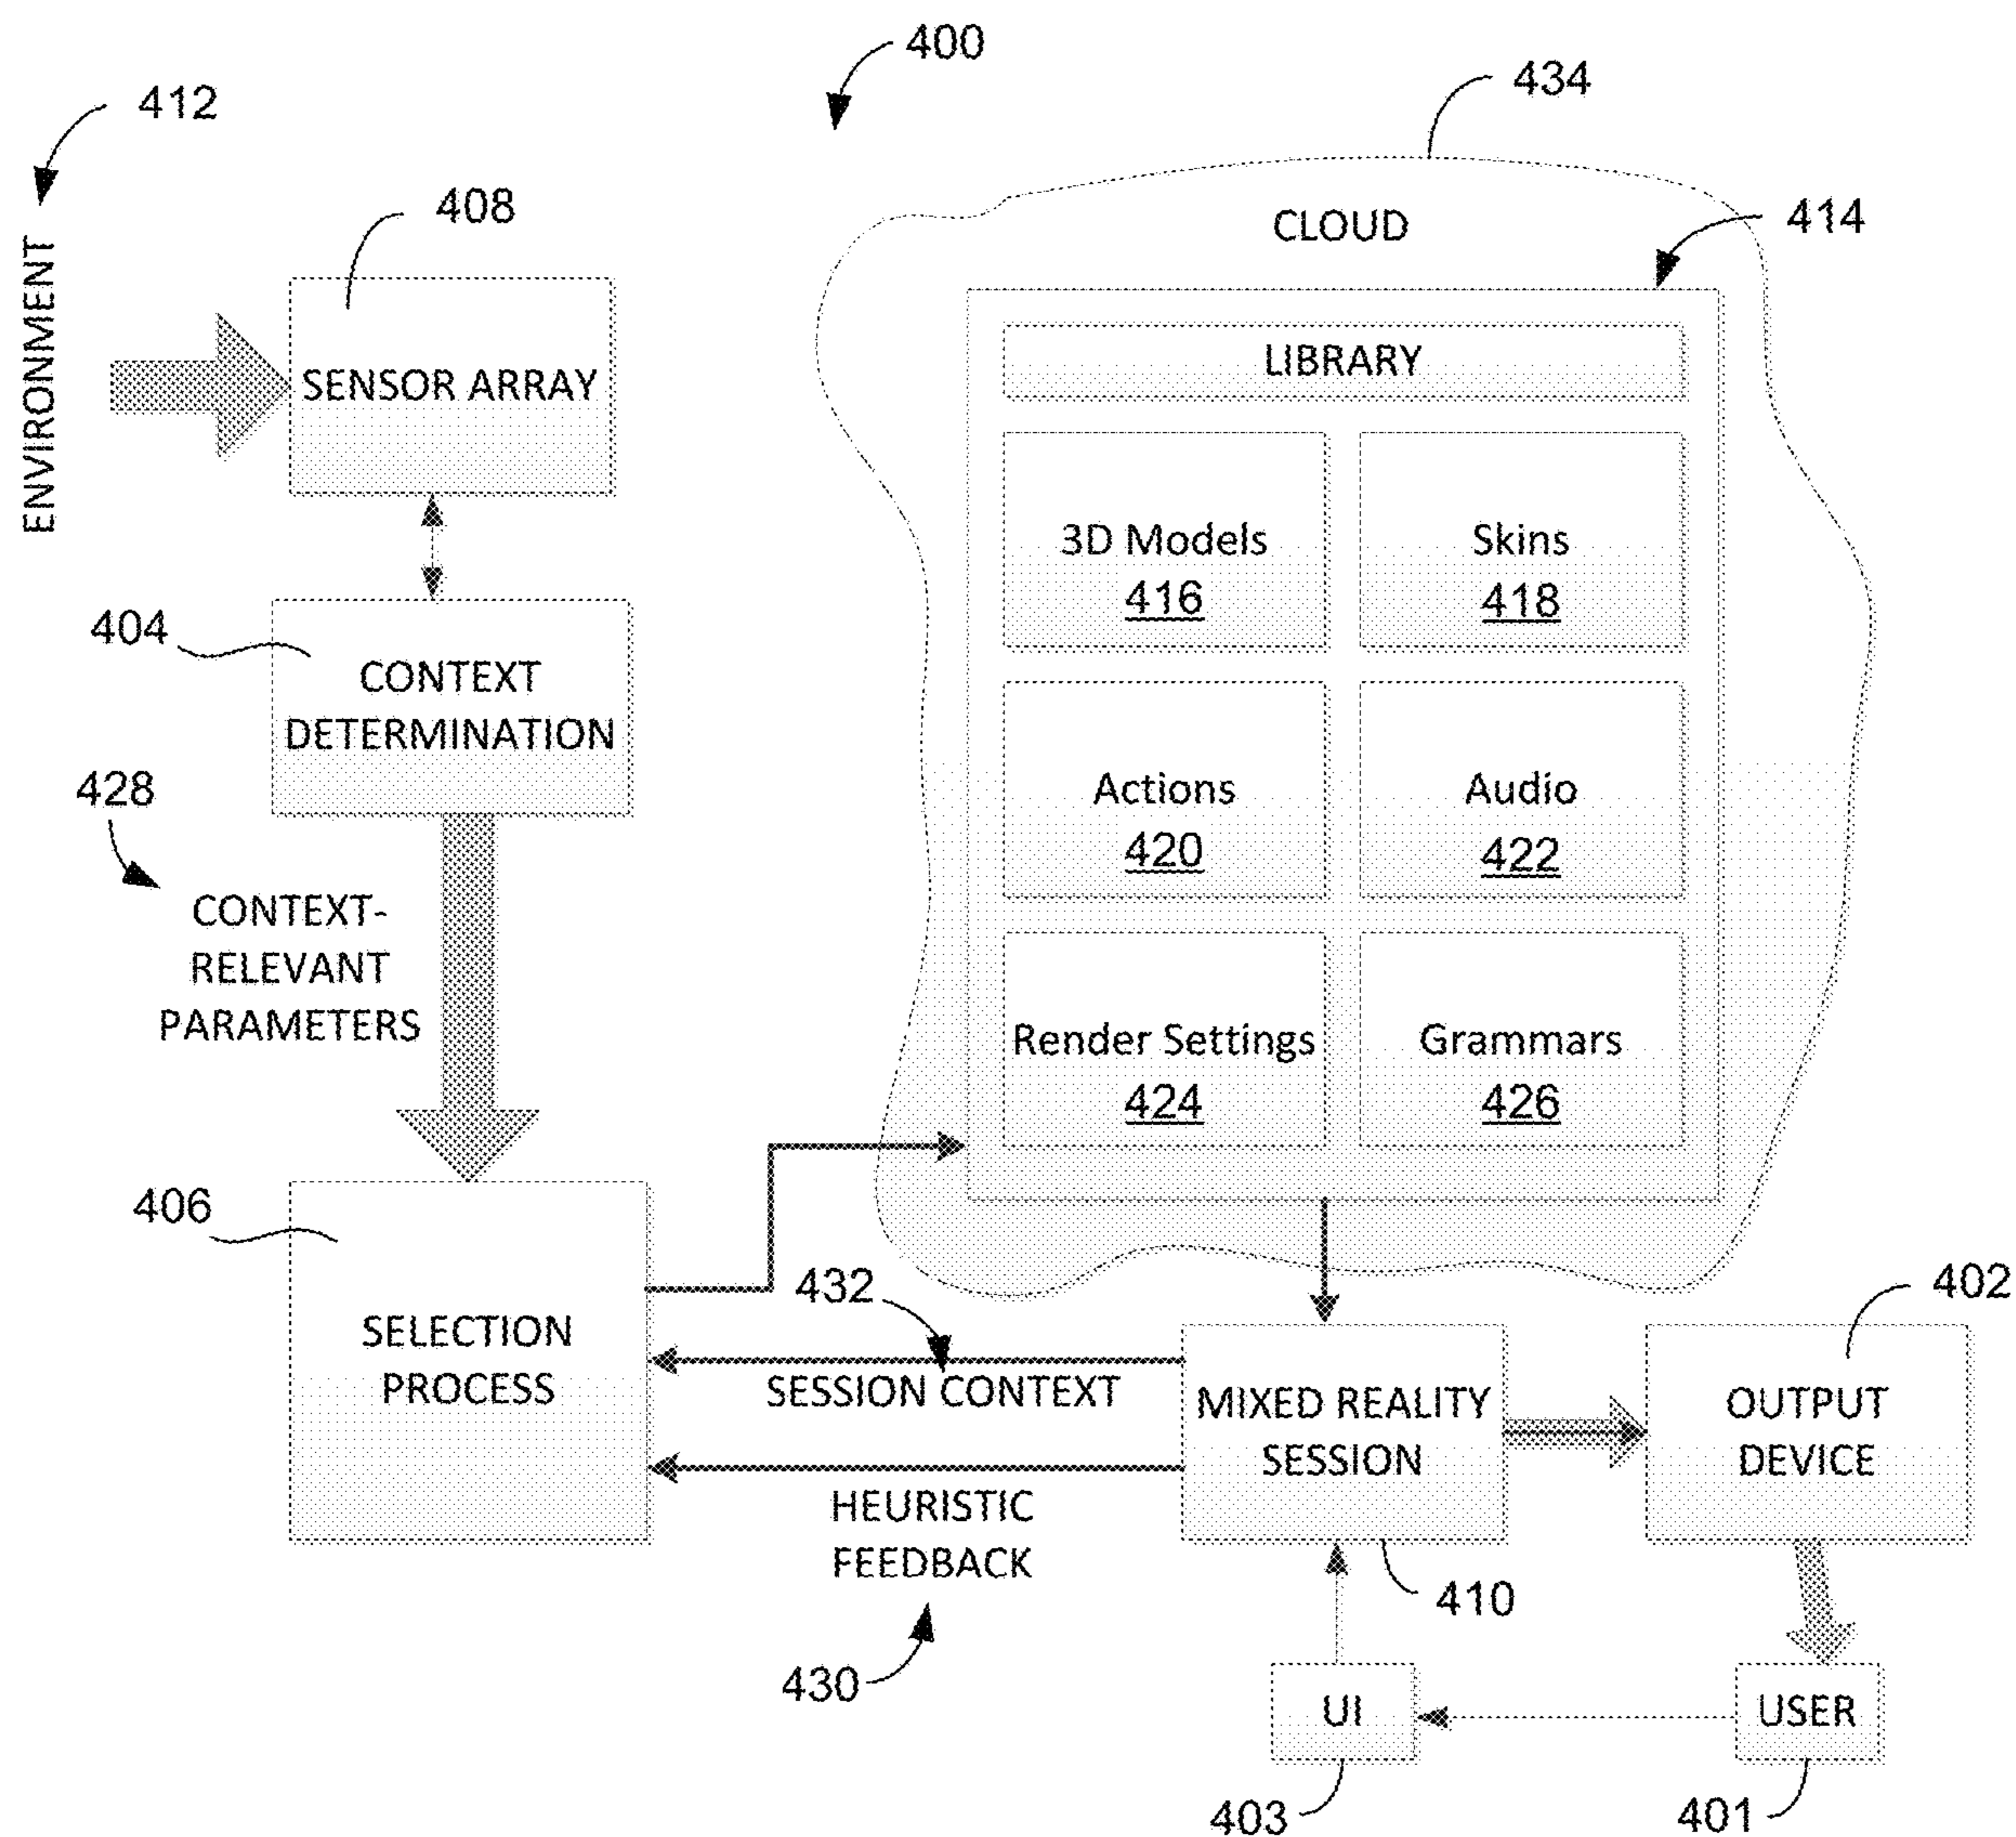 400
434
412
408
CLOUD
414
ENVIRONMENT
SENSOR ARRAY
LIBRARY
3D Models
416
Skins
418
404
CONTEXT
DETERMINATION
428
Actions
420
Audio
422
CONTEXT-
RELEVANT
PARAMETERS
Render Settings
424
Grammars
426
406
432
402
SELECTION
PROCESS
SESSION CONTEXT
MIXED REALITY
SESSION
OUTPUT
DEVICE
HEURISTIC
FEEDBACK
410
430
UI
USER
403
401